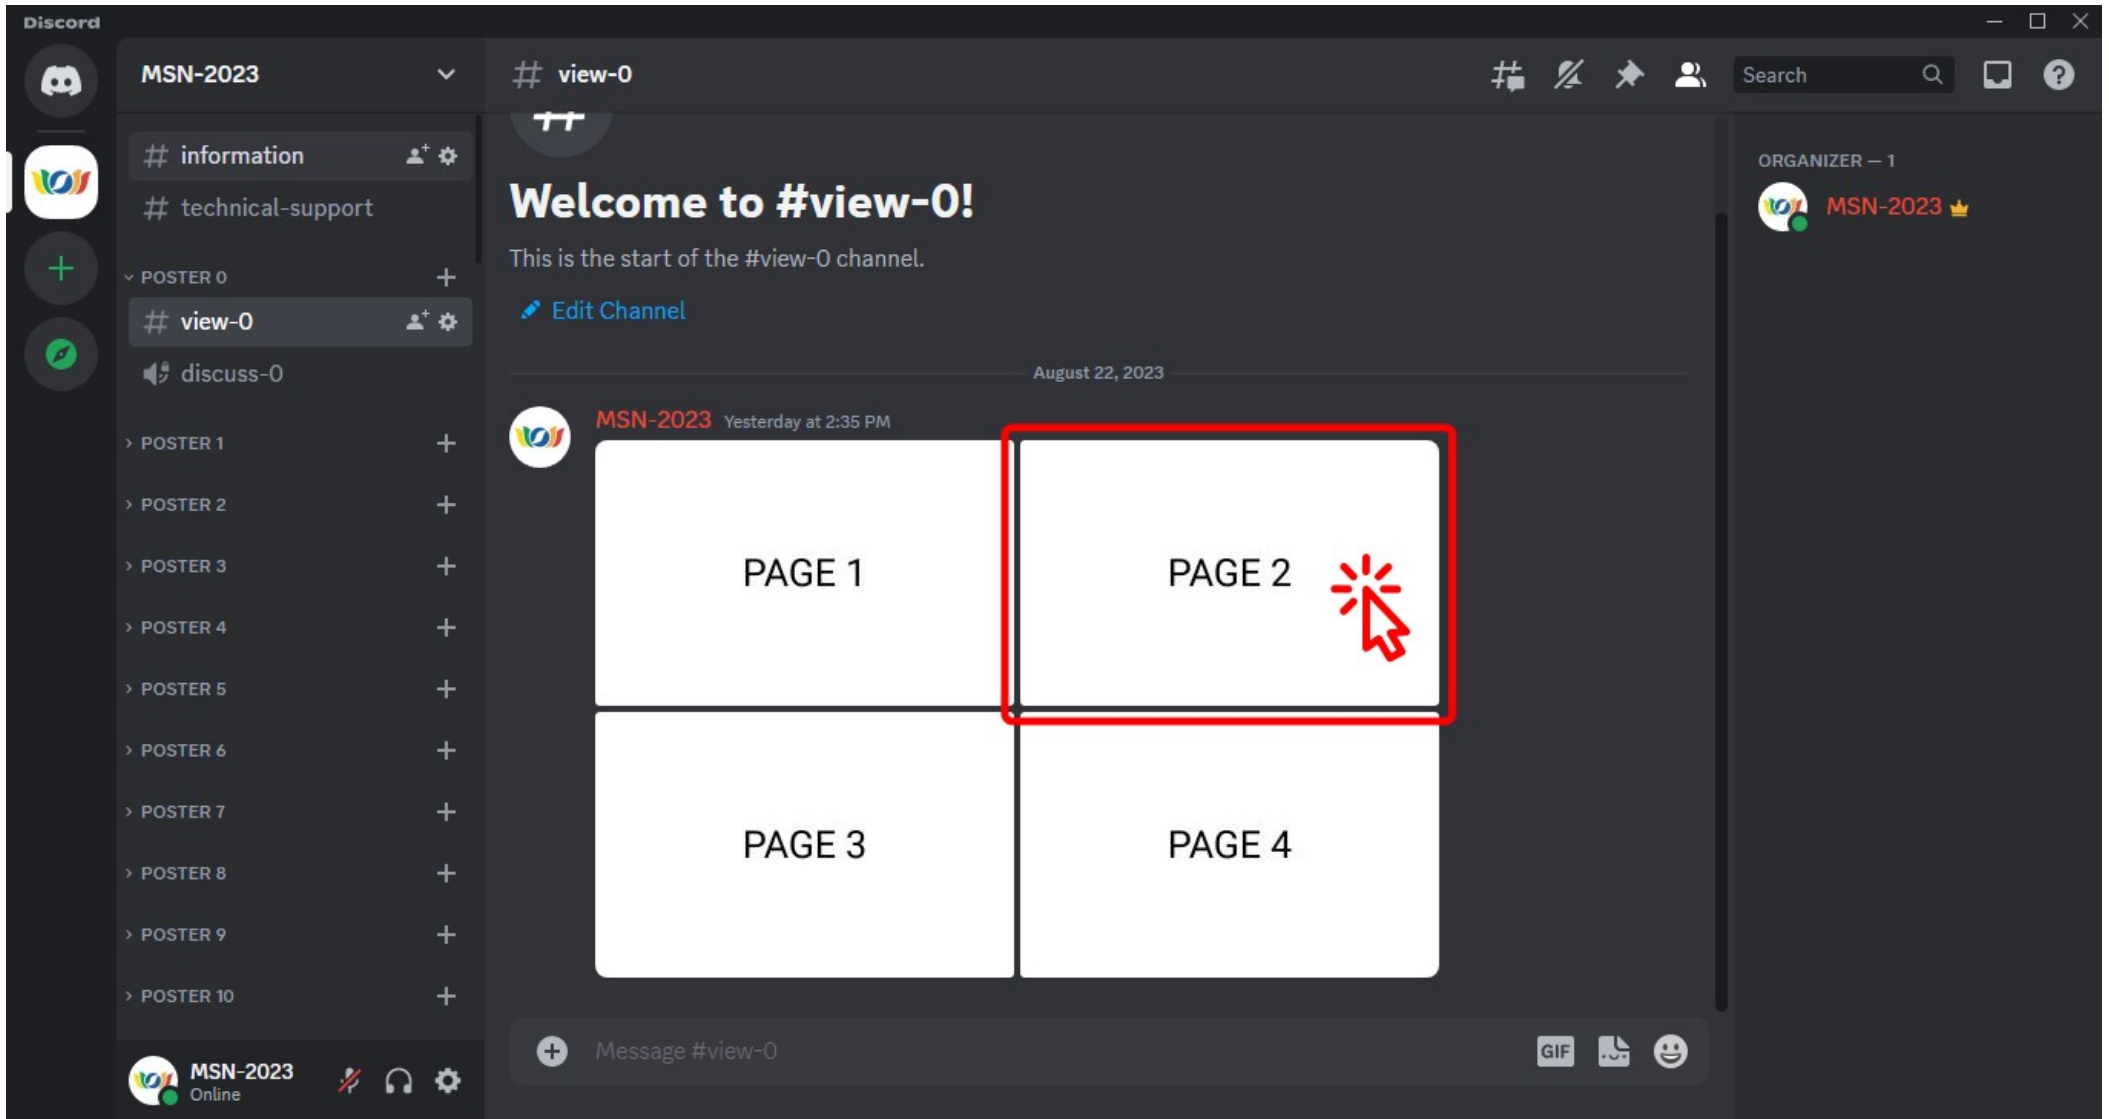 Discord
MSN-2023
information
technical-support
POSTER 0
view-0
discuss-0
POSTER 1
POSTER 2
POSTER 3
POSTER 4
POSTER 5
POSTER 6
POSTER 7
POSTER 8
POSTER 9
POSTER 10
MSN-2023
Online
view-0
Search
Welcome to #view-0!
This is the start of the #view-0 channel.
Edit Channel
August 22, 2023
MSN-2023 Yesterday at 2:35 PM
PAGE 1
PAGE 2
PAGE 3
PAGE 4
Message #view-0
GIF
ORGANIZER — 1
MSN-2023